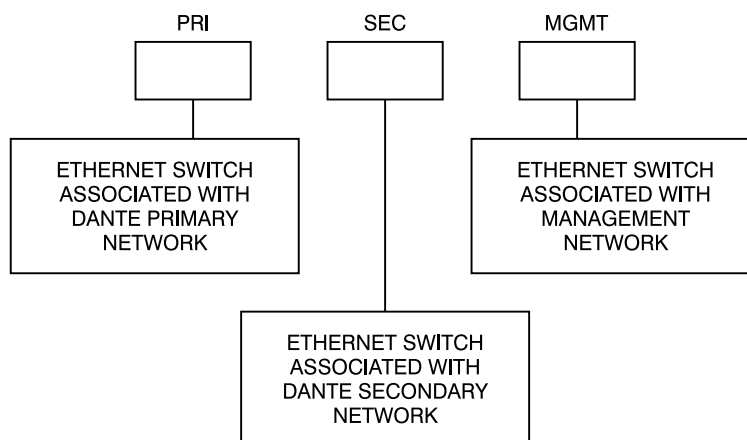 PRI
SEC
MGMT
ETHERNET SWITCH
ASSOCIATED WITH
DANTE PRIMARY
NETWORK
ETHERNET SWITCH
ASSOCIATED WITH
MANAGEMENT
NETWORK
ETHERNET SWITCH
ASSOCIATED WITH
DANTE SECONDARY
NETWORK